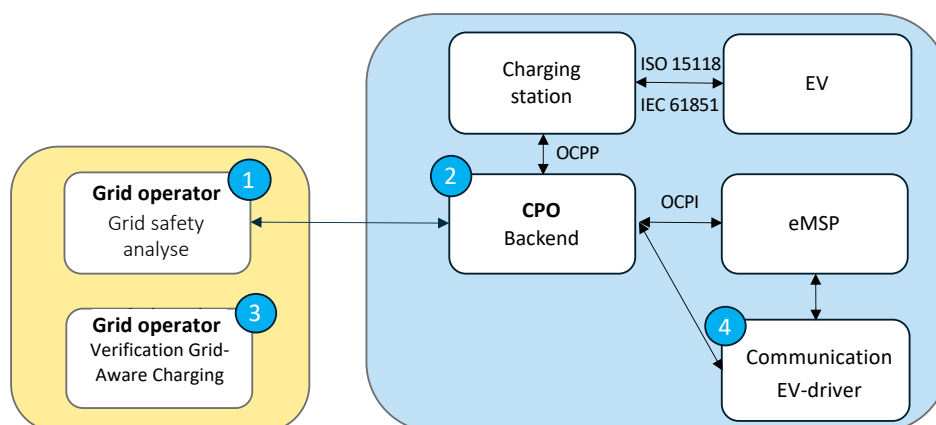 1
Grid operator
Grid safety
analyse
3
Grid operator
Verification Grid-
Aware Charging
Charging
station
ISO 15118
IEC 61851
EV
OCPP
2
CPO
Backend
OCPI
eMSP
4
Communication
EV-driver